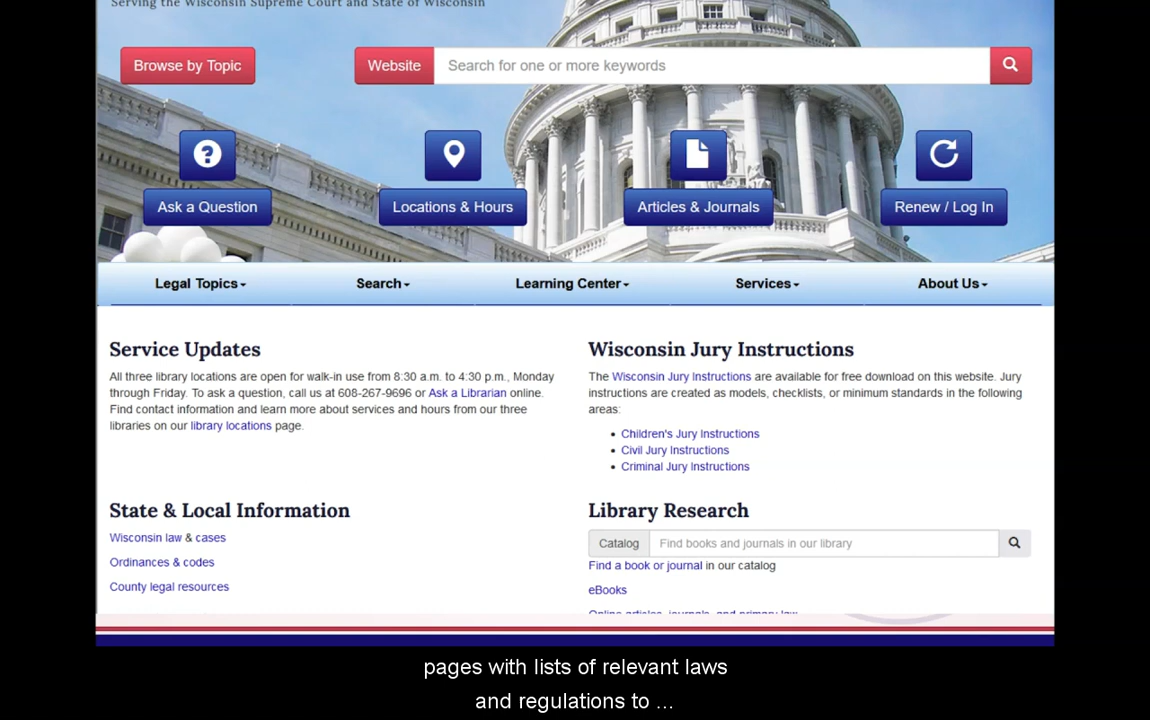 Serving the Wisconsin Supreme Court and State of Wisconsin
Browse by Topic
Website Search for one or more keywords
Ask a Question
Locations & Hours
Articles & Journals
Renew / Log In
Legal Topics
Search
Learning Center
Services
About Us
Service Updates
All three library locations are open for walk-in use from 8:30 a.m. to 4:30 p.m., Monday
through Friday. To ask a question, call us at 608-267-9696 or Ask a Librarian online.
Find contact information and learn more about services and hours from our three
libraries on our library locations page.
Wisconsin Jury Instructions
The Wisconsin Jury Instructions are available for free download on this website. Jury
instructions are created as models, checklists, or minimum standards in the following
areas:
• Children's Jury Instructions
• Civil Jury Instructions
• Criminal Jury Instructions
State & Local Information
Wisconsin law & cases
Ordinances & codes
County legal resources
Library Research
Catalog Find books and journals in our library
Find a book or journal in our catalog
eBooks
Online articles, journals, and primary law
pages with lists of relevant laws
and regulations to ...